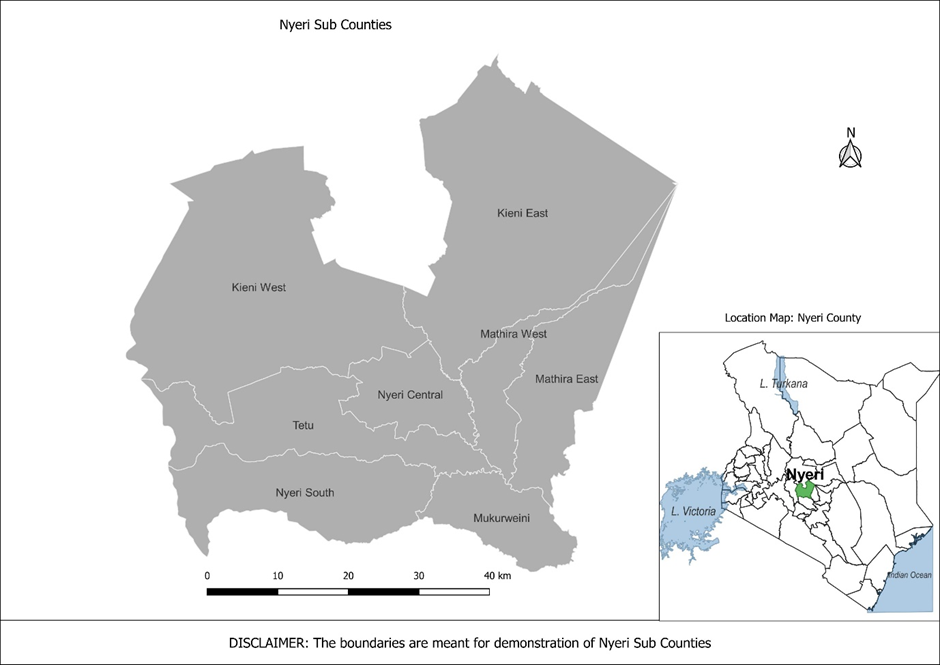 Nyeri Sub Counties
N
Kieni East
Kieni West
Location Map: Nyeri County
Mathira West
Mathira East
L. Turkana
Nyeri Central
Tetu
Nyeri
Nyeri South
L. Victoria
Mukurweini
Indian Ocean
0 10 20 30 40 km
DISCLAIMER: The boundaries are meant for demonstration of Nyeri Sub Counties